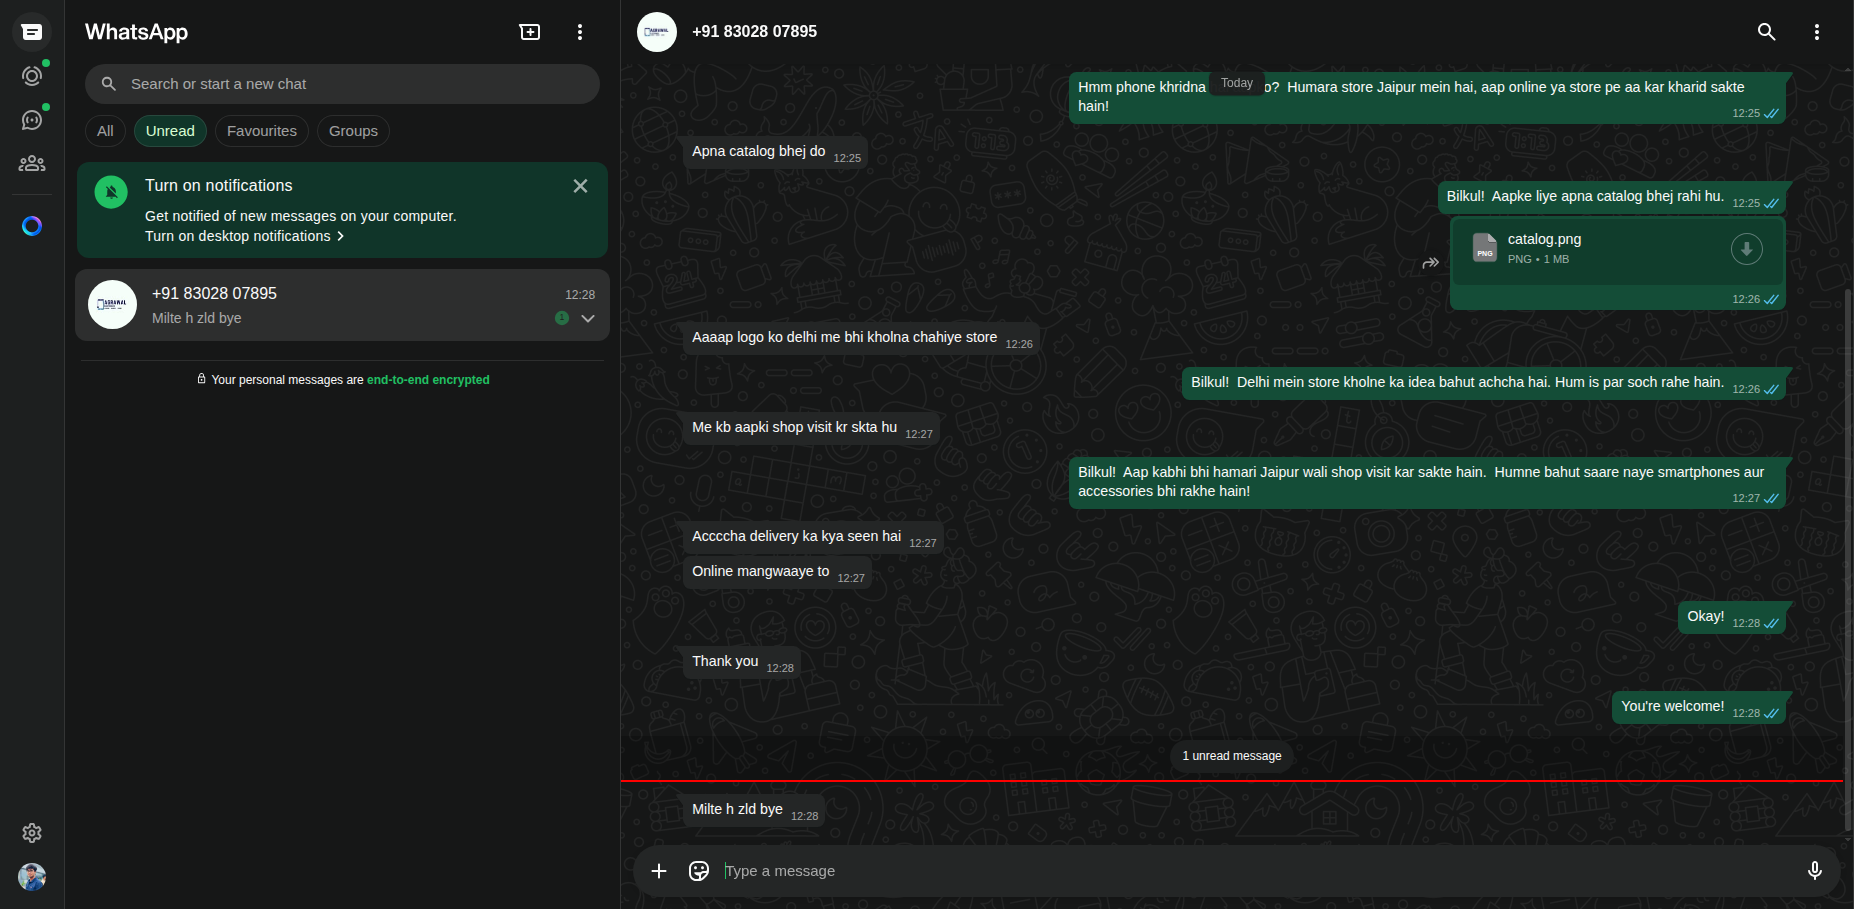 WhatsApp
Search or start a new chat
All
Unread
Favourites
Groups
Turn on notifications
Get notified of new messages on your computer.
Turn on desktop notifications
+91 83028 07895
12:28
Milte h zld bye
1
Your personal messages are end-to-end encrypted
+91 83028 07895
Today
Hmm phone khridna o?  Humara store Jaipur mein hai, aap online ya store pe aa kar kharid sakte
hain!
12:25
Apna catalog bhej do 12:25
Bilkul!  Aapke liye apna catalog bhej rahi hu. 12:25
catalog.png
PNG
PNG • 1 MB
12:26
Aaaap logo ko delhi me bhi kholna chahiye store 12:26
Bilkul!  Delhi mein store kholne ka idea bahut achcha hai. Hum is par soch rahe hain. 12:26
Me kb aapki shop visit kr skta hu 12:27
Bilkul!  Aap kabhi bhi hamari Jaipur wali shop visit kar sakte hain.  Humne bahut saare naye smartphones aur
accessories bhi rakhe hain!
12:27
Accccha delivery ka kya seen hai 12:27
Online mangwaaye to 12:27
Okay! 12:28
Thank you 12:28
You're welcome! 12:28
1 unread message
Milte h zld bye 12:28
Type a message